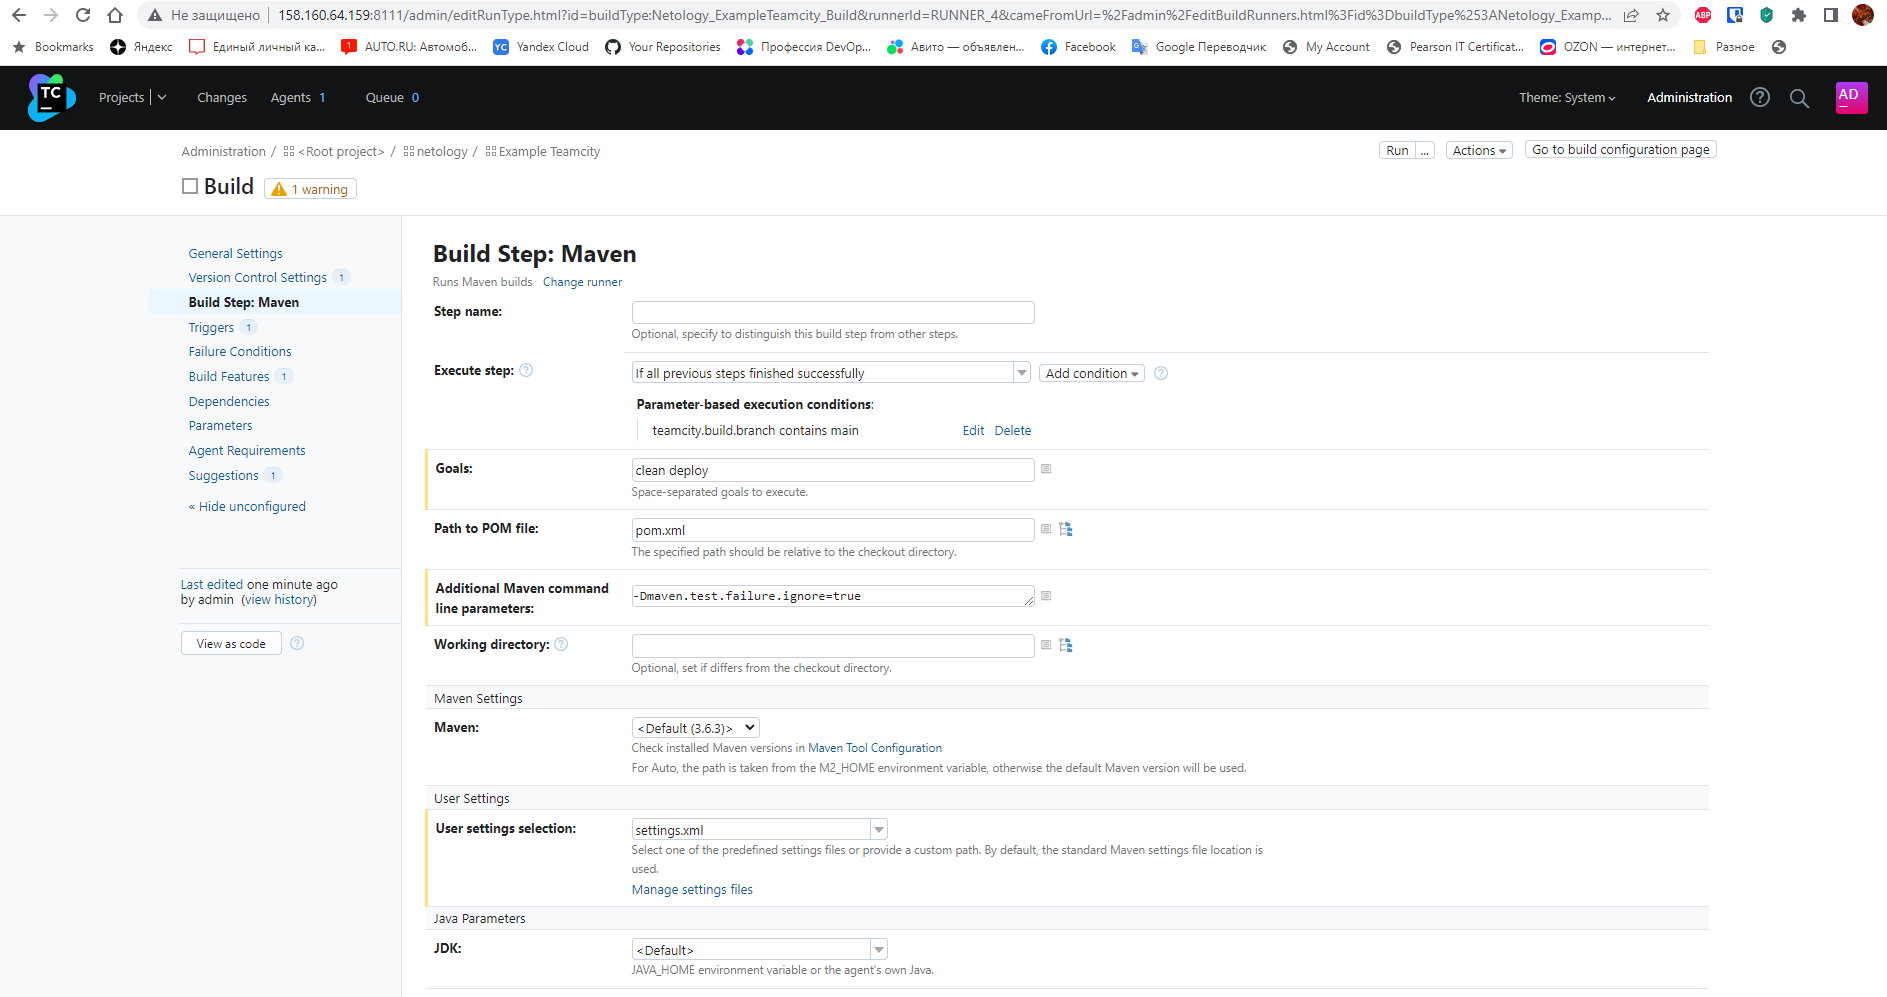 Не защищено
158.160.64.159:8111/admin/editRunType.html?id=buildType:Netology_ExampleTeamcity_Build&runnerId=RUNNER_4&cameFromUrl=%2Fadmin%2FeditBuildRunners.html%3Fid%3DbuildType%253ANetology_Examp...
ABP
Bookmarks
Яндекс
Единый личный ка...
AUTO.RU: Автомоб...
Yandex Cloud
Your Repositories
Профессия DevOp...
Авито — объявлен...
Facebook
Google Переводчик
My Account
Pearson IT Certificat...
OZON — интернет...
Разное
TC
Projects
Changes
Agents 1
Queue 0
Theme: System
Administration
AD
Administration / <Root project> / netology / Example Teamcity
Run ...
Actions
Go to build configuration page
Build
1 warning
General Settings
Version Control Settings 1
Build Step: Maven
Triggers 1
Failure Conditions
Build Features 1
Dependencies
Parameters
Agent Requirements
Suggestions 1
« Hide unconfigured
Last edited one minute ago
by admin (view history)
View as code
Build Step: Maven
Runs Maven builds Change runner
Step name:
Optional, specify to distinguish this build step from other steps.
Execute step:
If all previous steps finished successfully
Add condition
Parameter-based execution conditions:
teamcity.build.branch contains main
Edit Delete
Goals:
clean deploy
Space-separated goals to execute.
Path to POM file:
pom.xml
The specified path should be relative to the checkout directory.
Additional Maven command
line parameters:
-Dmaven.test.failure.ignore=true
Working directory:
Optional, set if differs from the checkout directory.
Maven Settings
Maven:
<Default (3.6.3)>
Check installed Maven versions in Maven Tool Configuration
For Auto, the path is taken from the M2_HOME environment variable, otherwise the default Maven version will be used.
User Settings
User settings selection:
settings.xml
Select one of the predefined settings files or provide a custom path. By default, the standard Maven settings file location is
used.
Manage settings files
Java Parameters
JDK:
<Default>
JAVA_HOME environment variable or the agent's own Java.